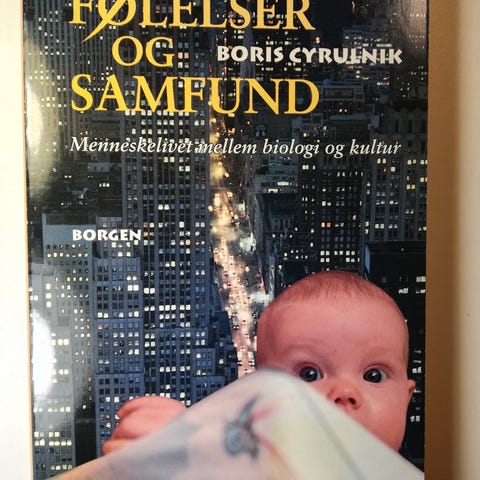 FØLELSER
OG
BORIS CYRULNIK
SAMFUND
Menneskelivet mellem biologi og kultur
BORGEN